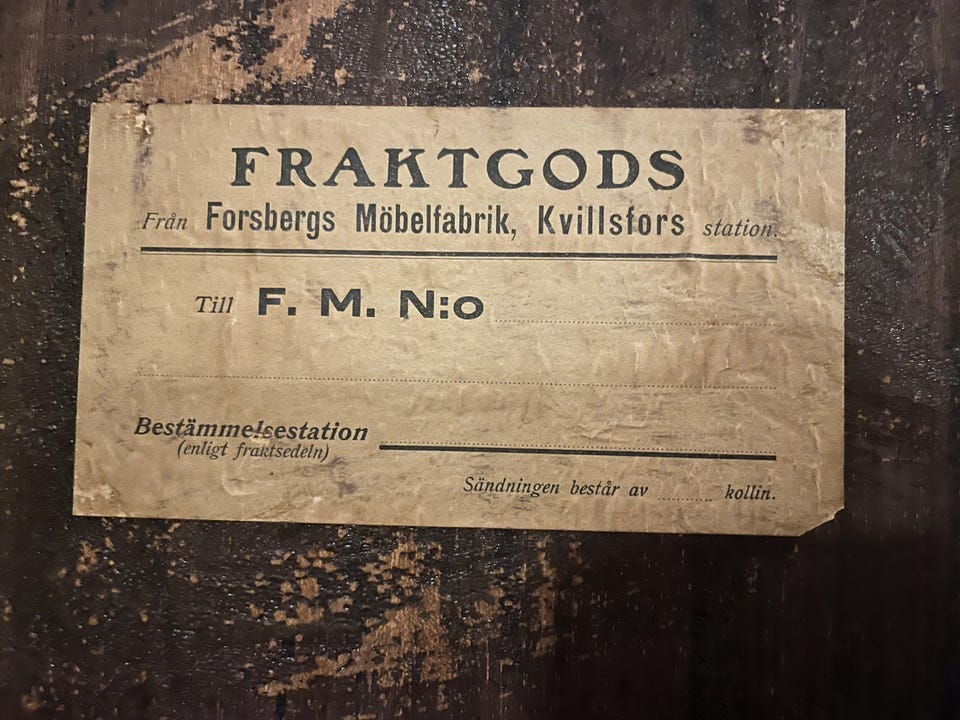 FRAKTGODS
Från Forsbergs Möbelfabrik, Kvillsfors station.
Till F. M. N:o
Bestämmelsestation
(enligt fraktsedeln)
Sändningen består av ........ kollin.